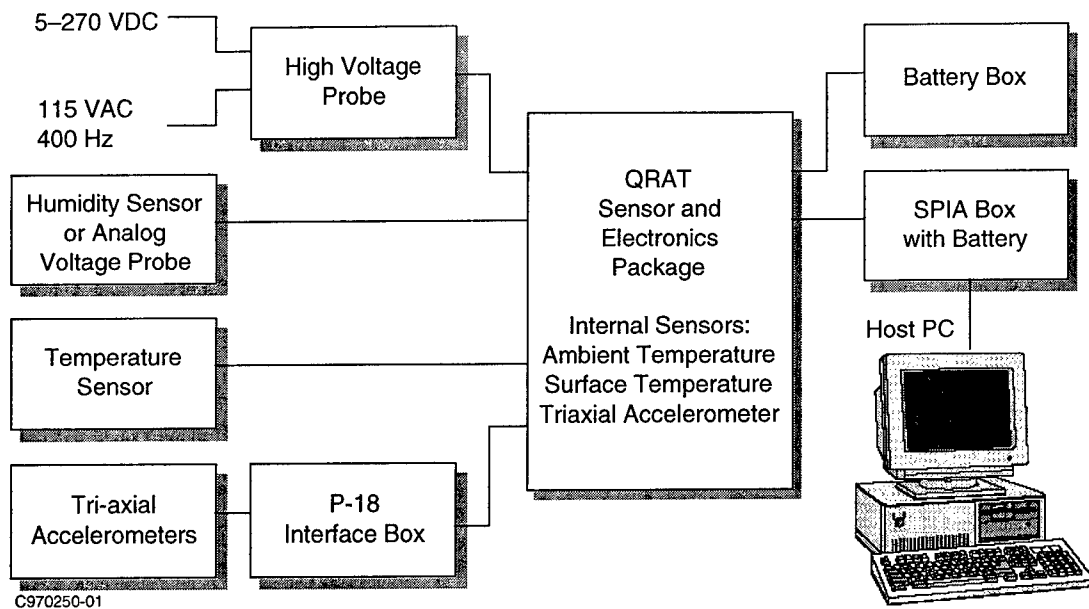 5–270 VDC
115 VAC
400 Hz
High Voltage
Probe
Humidity Sensor
or Analog
Voltage Probe
Temperature
Sensor
Tri-axial
Accelerometers
P-18
Interface Box
QRAT
Sensor and
Electronics
Package
Internal Sensors:
Ambient Temperature
Surface Temperature
Triaxial Accelerometer
Battery Box
SPIA Box
with Battery
Host PC
C970250-01